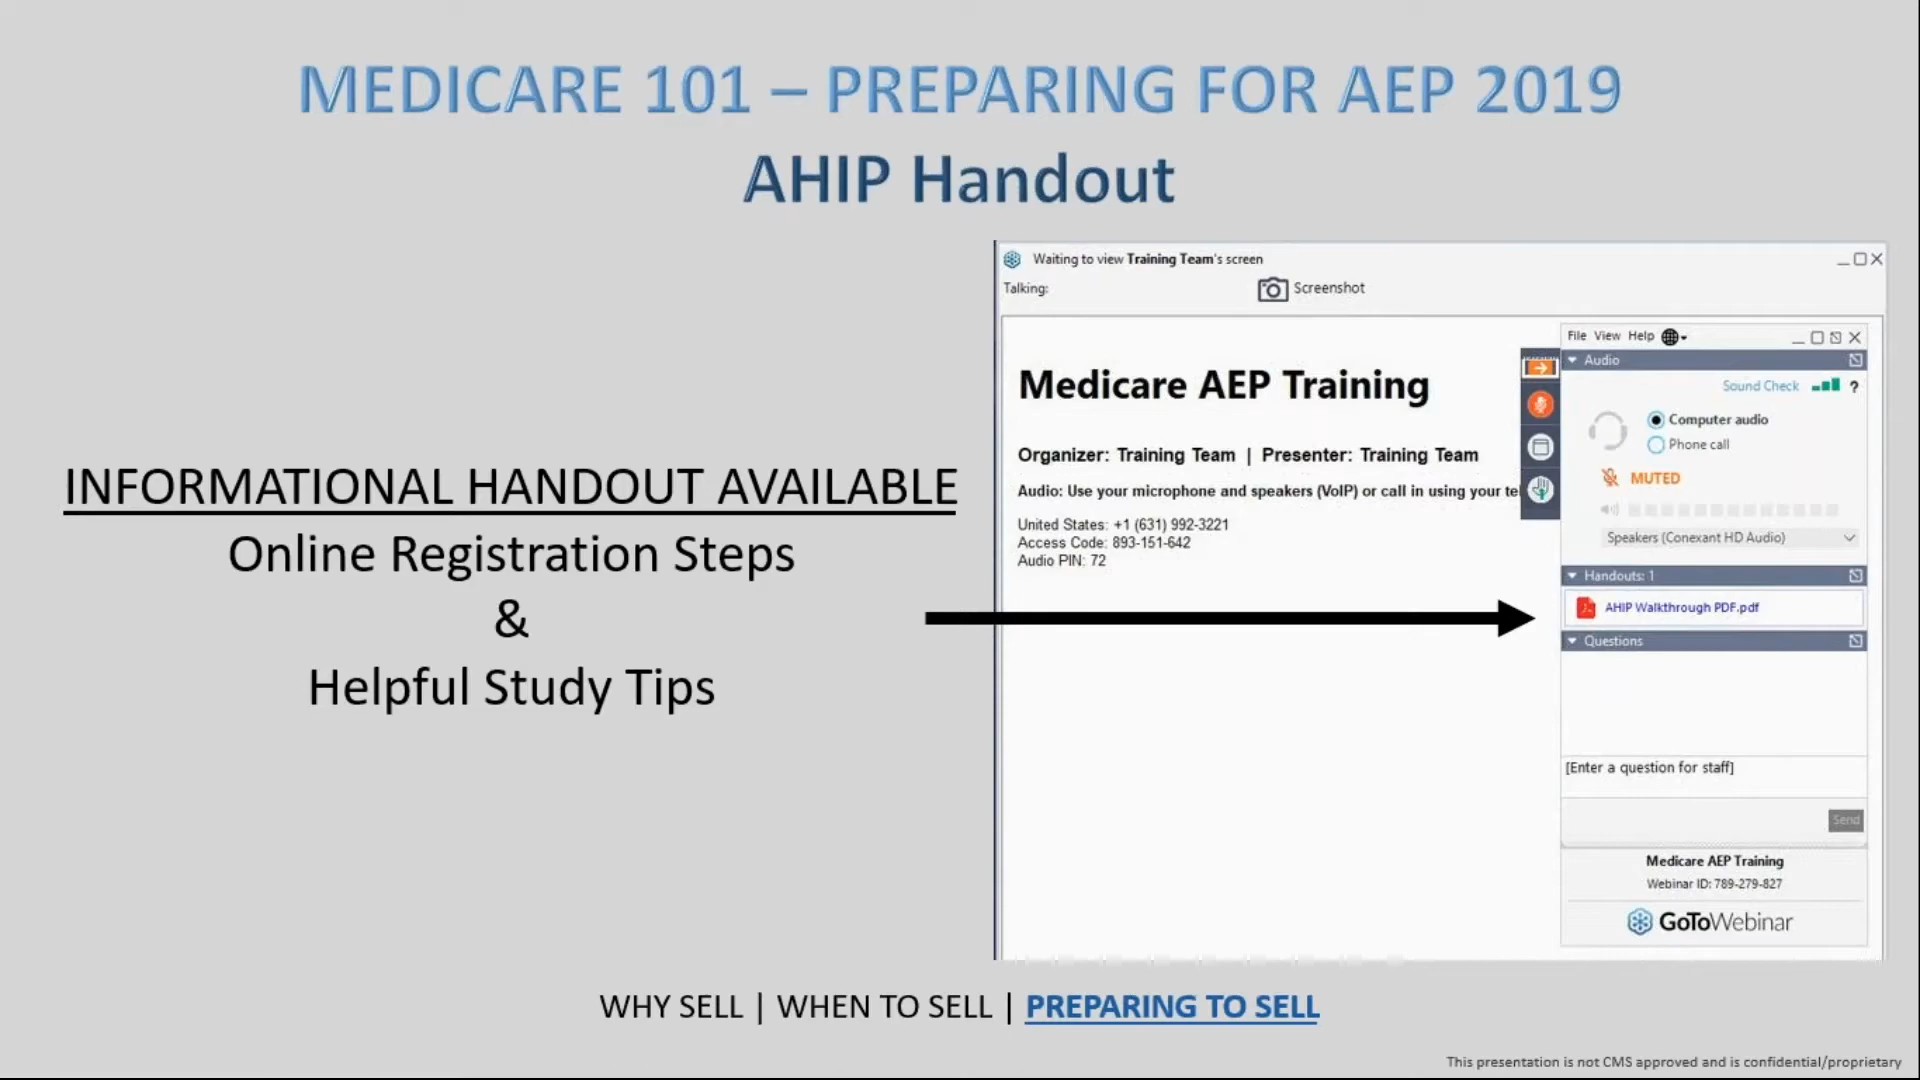 MEDICARE 101 – PREPARING FOR AEP 2019
AHIP Handout
INFORMATIONAL HANDOUT AVAILABLE
Online Registration Steps
&
Helpful Study Tips
Waiting to view Training Team's screen
Talking:
Screenshot
Medicare AEP Training
Organizer: Training Team | Presenter: Training Team
Audio: Use your microphone and speakers (VoIP) or call in using your te
United States: +1 (631) 992-3221
Access Code: 893-151-642
Audio PIN: 72
File View Help
Audio
Sound Check ?
Computer audio
Phone call
MUTED
Speakers (Conexant HD Audio)
Handouts: 1
AHIP Walkthrough PDF.pdf
Questions
[Enter a question for staff]
Send
Medicare AEP Training
Webinar ID: 789-279-827
GoToWebinar
WHY SELL | WHEN TO SELL | PREPARING TO SELL
This presentation is not CMS approved and is confidential/proprietary